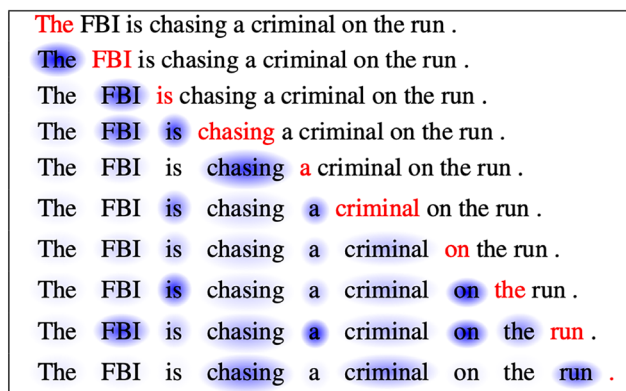 The FBI is chasing a criminal on the run .
The FBI is chasing a criminal on the run .
The FBI is chasing a criminal on the run .
The FBI is chasing a criminal on the run .
The FBI is chasing a criminal on the run .
The FBI is chasing a criminal on the run .
The FBI is chasing a criminal on the run .
The FBI is chasing a criminal on the run .
The FBI is chasing a criminal on the run .
The FBI is chasing a criminal on the run .